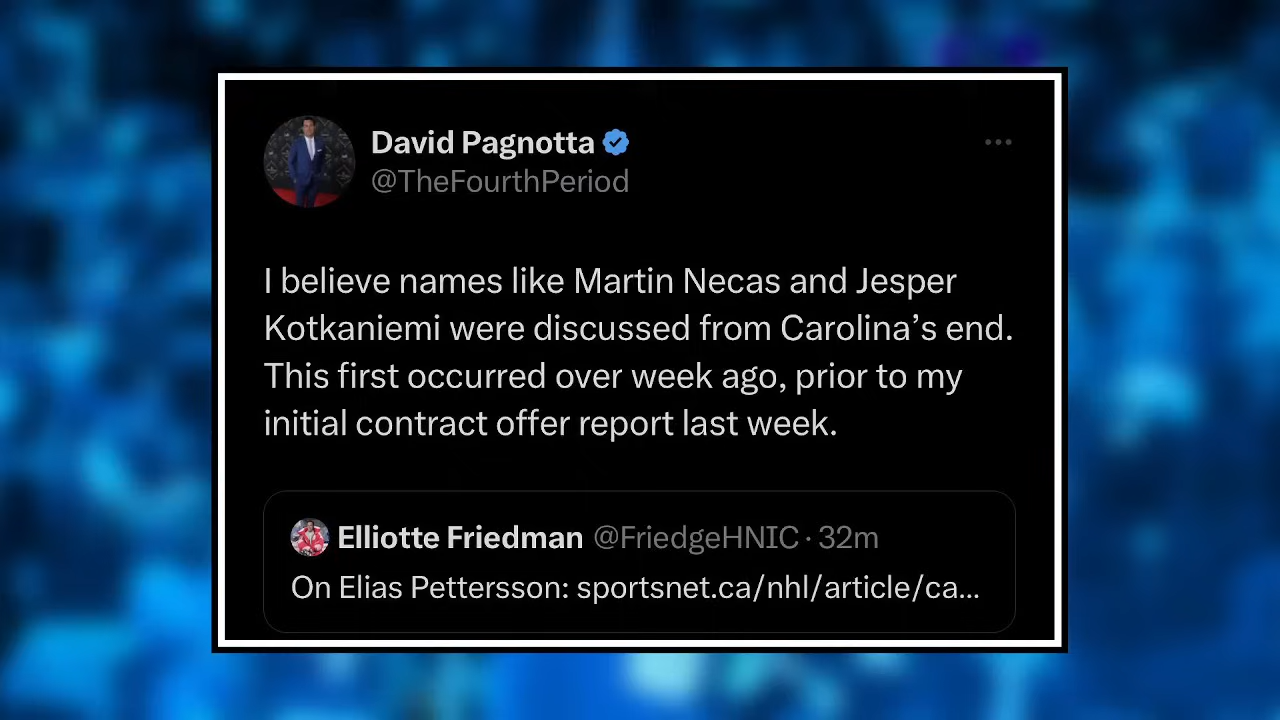 David Pagnotta
@TheFourthPeriod
I believe names like Martin Necas and Jesper
Kotkaniemi were discussed from Carolina’s end.
This first occurred over week ago, prior to my
initial contract offer report last week.
Elliotte Friedman @FriedgeHNIC · 32m
On Elias Pettersson: sportsnet.ca/nhl/article/ca...